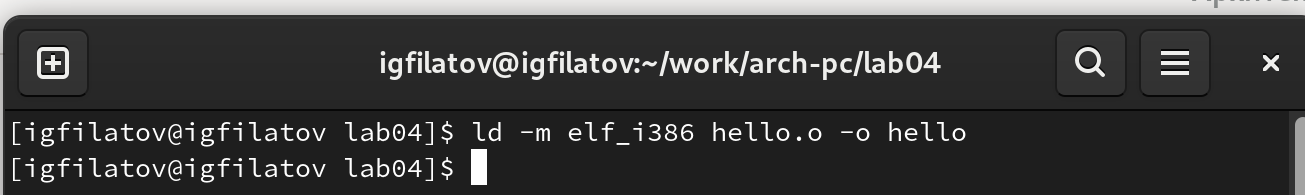 igfilatov@igfilatov:~/work/arch-pc/lab04
[igfilatov@igfilatov lab04]$ ld -m elf_i386 hello.o -o hello
[igfilatov@igfilatov lab04]$